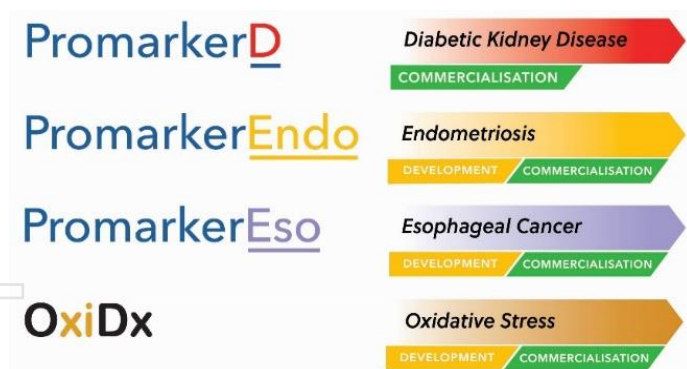 PromarkerD
Diabetic Kidney Disease
COMMERCIALISATION
PromarkerEndo
Endometriosis
DEVELOPMENT COMMERCIALISATION
PromarkerEso
Esophageal Cancer
DEVELOPMENT COMMERCIALISATION
OxiDx
Oxidative Stress
DEVELOPMENT COMMERCIALISATION